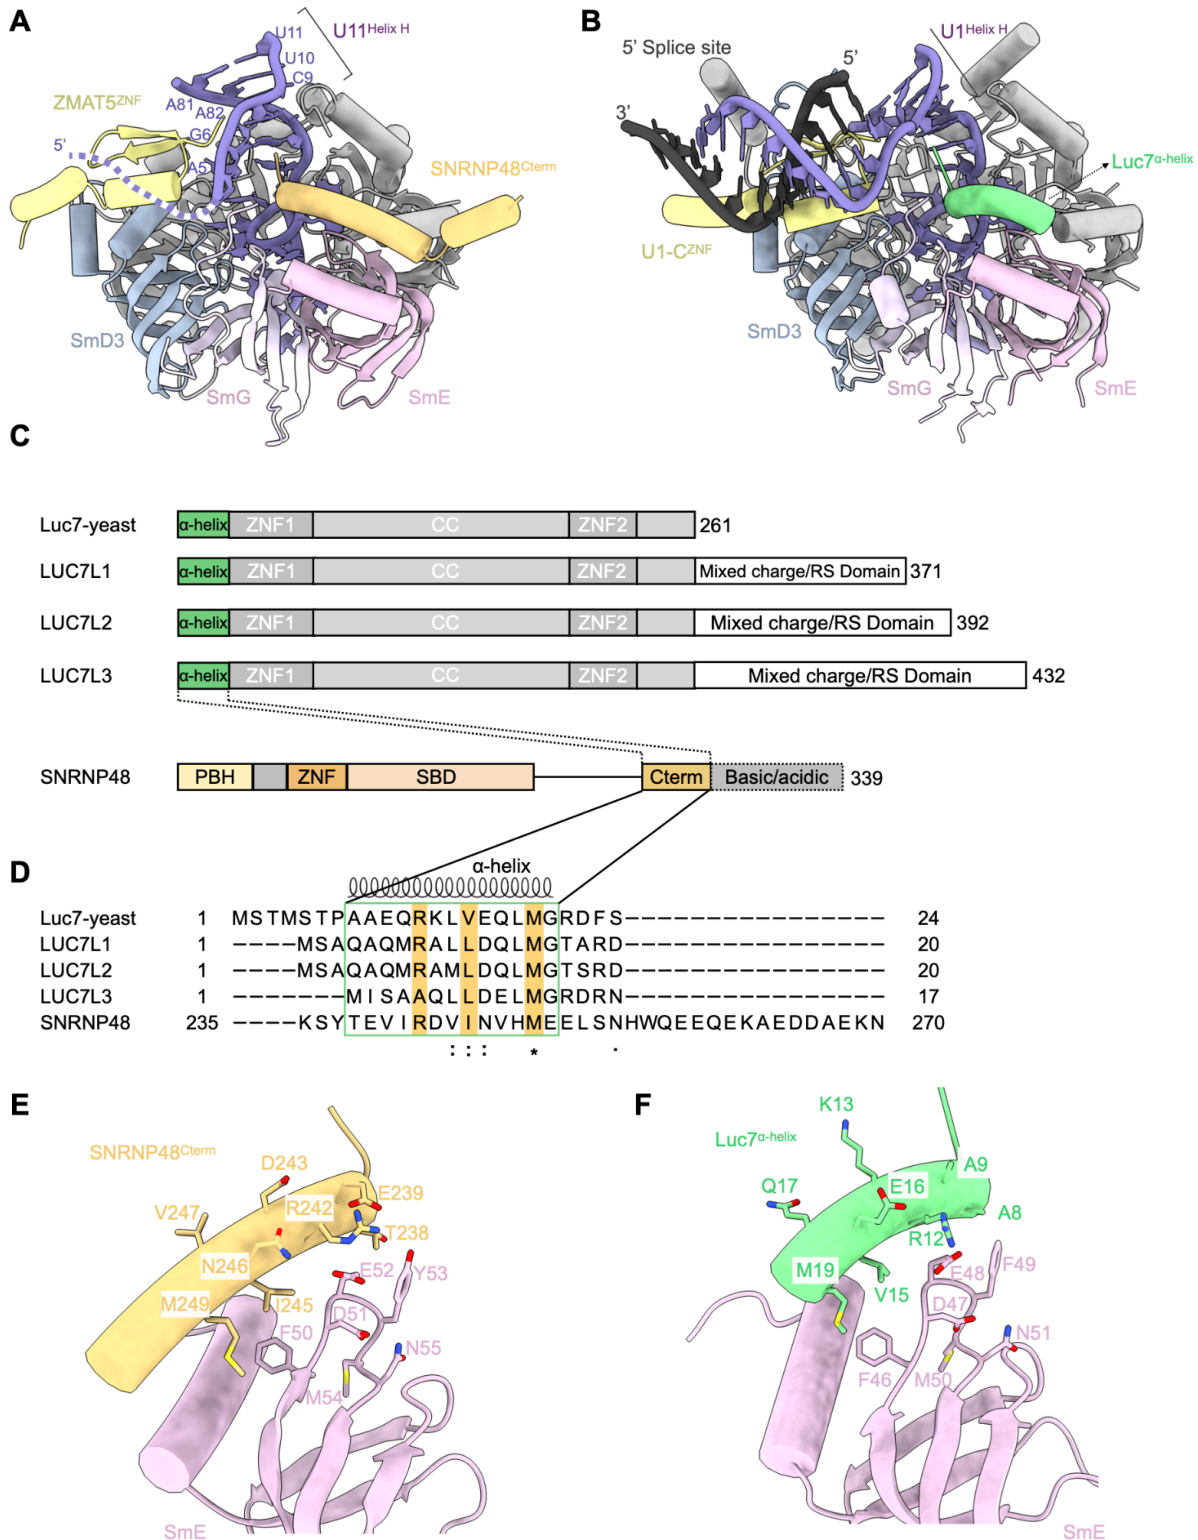 A
U11
U11Helix H
U10
C9
ZMAT5ZNF
A81
A82
G6
5’
A5
SNRNP48Cterm
SmD3
SmG
SmE
B
U1Helix H
5’ Splice site
5’
3’
Luc7α-helix
U1-CZNF
SmD3
SmG
SmE
C
Luc7-yeast α-helix ZNF1 CC ZNF2 261
LUC7L1 α-helix ZNF1 CC ZNF2 Mixed charge/RS Domain 371
LUC7L2 α-helix ZNF1 CC ZNF2 Mixed charge/RS Domain 392
LUC7L3 α-helix ZNF1 CC ZNF2 Mixed charge/RS Domain 432
SNRNP48 PBH ZNF SBD Cterm Basic/acidic 339
D
α-helix
Luc7-yeast 1 MSTMSTPAAEQRKLVEQLMGRDFS–––––––––––––––– 24
LUC7L1 1 ––––MSAQAQMRALLDQLMGTARD–––––––––––––––– 20
LUC7L2 1 ––––MSAQAQMRAMLDQLMGTSRD–––––––––––––––– 20
LUC7L3 1 –––––––MISAAQLLDELMGRDRN–––––––––––––––– 17
SNRNP48 235 ––––KSYTEVIRDVINVHMEELSNHWQEEQEKAEDDAEKN 270
: : : * .
E
SNRNP48Cterm
D243
E239
R242
V247
T238
N246
E52
Y53
M249
I245
D51
F50
N55
M54
SmE
F
K13
Luc7α-helix
A9
Q17
E16
A8
R12
M19
E48
F49
V15
D47
N51
F46
M50
SmE